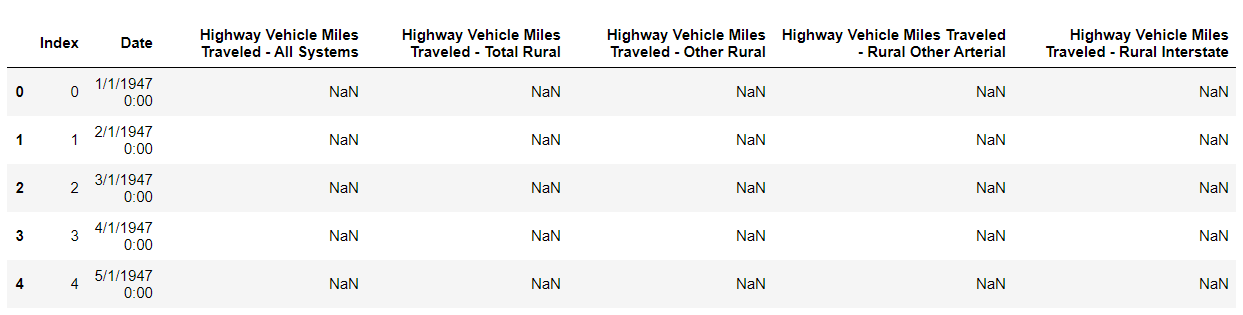 Index Date Highway Vehicle Miles Traveled - All Systems Highway Vehicle Miles Traveled - Total Rural Highway Vehicle Miles Traveled - Other Rural Highway Vehicle Miles Traveled - Rural Other Arterial Highway Vehicle Miles Traveled - Rural Interstate
0 0 1/1/1947 0:00 NaN NaN NaN NaN NaN
1 1 2/1/1947 0:00 NaN NaN NaN NaN NaN
2 2 3/1/1947 0:00 NaN NaN NaN NaN NaN
3 3 4/1/1947 0:00 NaN NaN NaN NaN NaN
4 4 5/1/1947 0:00 NaN NaN NaN NaN NaN